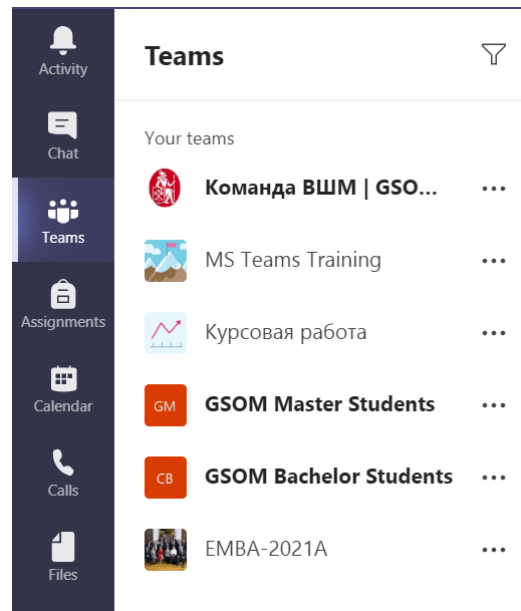 Activity
Chat
Teams
Assignments
Calendar
Calls
Files
Teams
Your teams
Команда ВШМ | GSO...
MS Teams Training
Курсовая работа
GM GSOM Master Students
CB GSOM Bachelor Students
EMBA-2021A